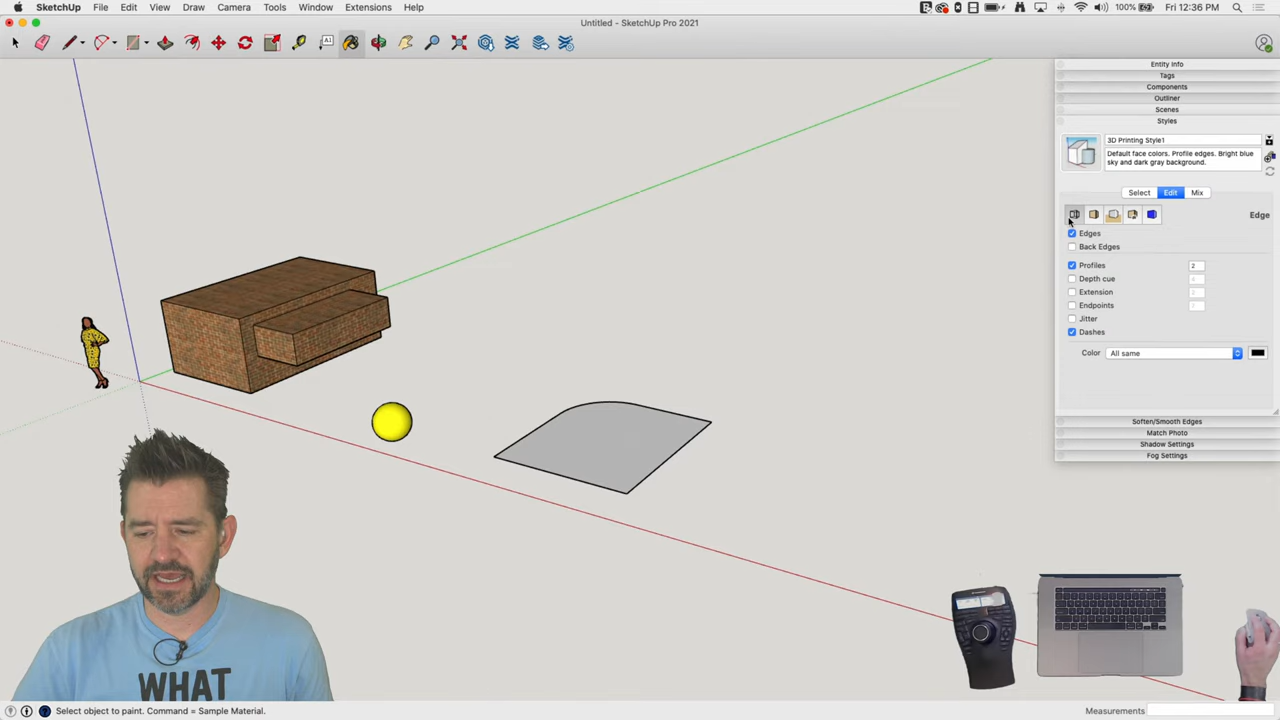 SketchUp File Edit View Draw Camera Tools Window Extensions Help 100% Fri Jan 8 12:36 PM
Untitled - SketchUp Pro 2021
Entity Info
Tags
Components
Outliner
Scenes
Styles
3D Printing Style1
Default face colors. Profile edges. Bright blue
sky and dark gray background.
Select Edit Mix
Edge
Edges
Back Edges
Profiles 2
Depth cue
Extension
Endpoints
Jitter
Dashes
Color All same
Soften/Smooth Edges
Match Photo
Shadow Settings
Fog Settings
WHAT
Select object to paint. Command = Sample Material.
Measurements